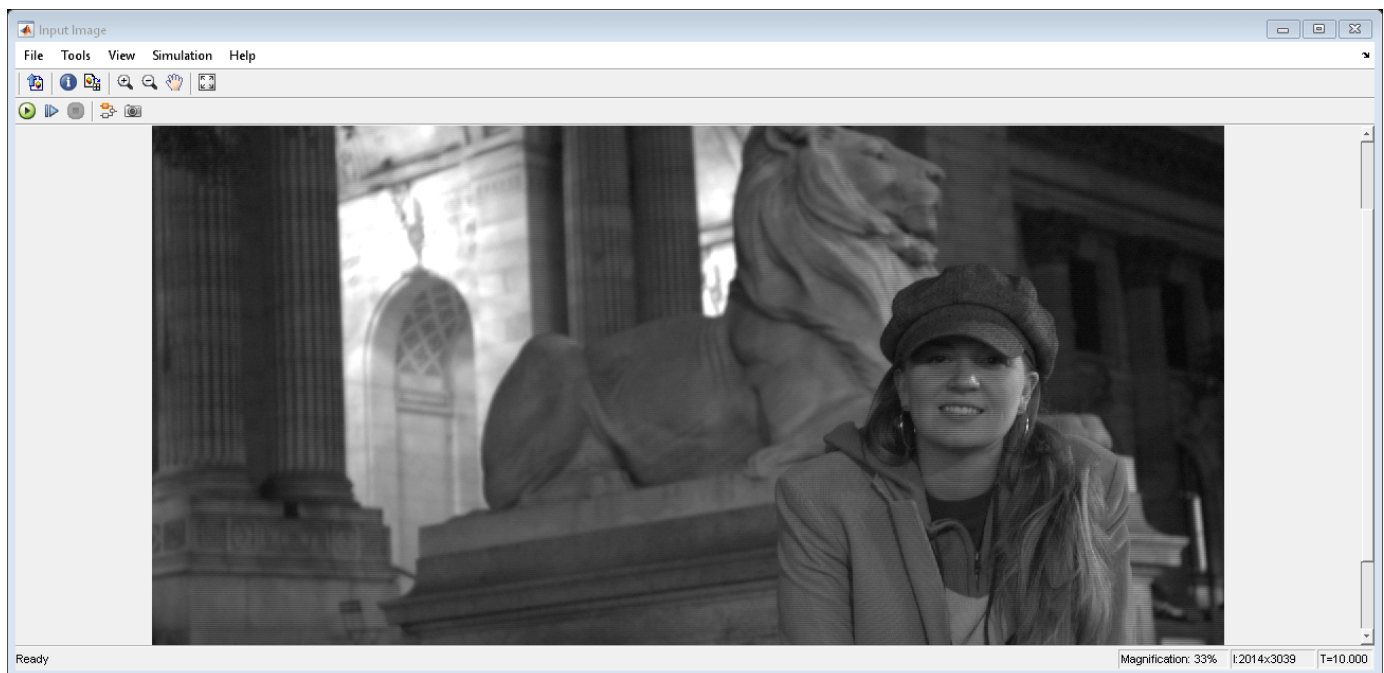 Input Image
File Tools View Simulation Help
Ready Magnification: 33% I:2014x3039 T=10.000